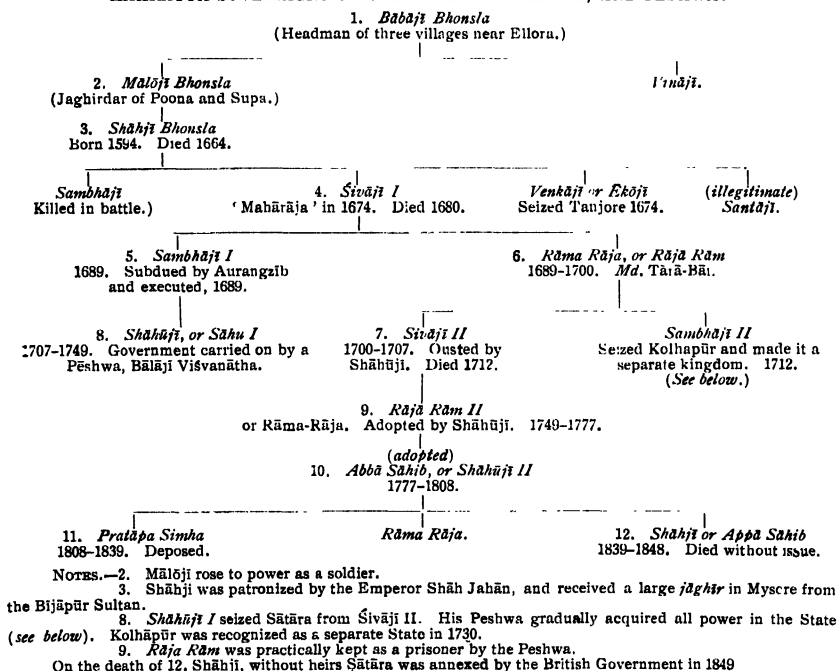 1. Bābājī Bhonsla
(Headman of three villages near Ellora.)
2. Mālōjī Bhonsla
(Jaghirdar of Poona and Supa.)
Vināji.
3. Shāhjī Bhonsla
Born 1594. Died 1664.
Sambhājī
Killed in battle.)
4. Śivājī I
' Mahārāja ' in 1674. Died 1680.
Venkājī or Ēkōjī
Seized Tanjore 1674.
(illegitimate)
Santājī.
5. Sambhājī I
1689. Subdued by Aurangzīb
and executed, 1689.
6. Rāma Rāja, or Rājā Rām
1689-1700. Md. Tārā-Bāi.
8. Shāhūjī, or Sāhu I
1707-1749. Government carried on by a
Pēshwa, Bālājī Viśvanātha.
7. Sivājī II
1700-1707. Ousted by
Shāhūjī. Died 1712.
Sambhājī II
Seized Kolhapūr and made it a
separate kingdom. 1712.
(See below.)
9. Rājā Rām II
or Rāma-Rāja. Adopted by Shāhūjī. 1749-1777.
(adopted)
10. Abbā Sāhib, or Shāhūjī II
1777-1808.
11. Pratāpa Simha
1808-1839. Deposed.
Rāma Rāja.
12. Shāhjī or Appā Sāhib
1839-1848. Died without issue.
NOTES.—2. Mālōjī rose to power as a soldier.
3. Shāhji was patronized by the Emperor Shāh Jahān, and received a large jāghīr in Myscre from
the Bījāpūr Sultan.
8. Shāhūjī I seized Sātāra from Śivājī II. His Peshwa gradually acquired all power in the State
(see below). Kolhāpūr was recognized as a separate State in 1730.
9. Rāja Rām was practically kept as a prisoner by the Peshwa.
On the death of 12. Shāhjī, without heirs Sātāra was annexed by the British Government in 1849